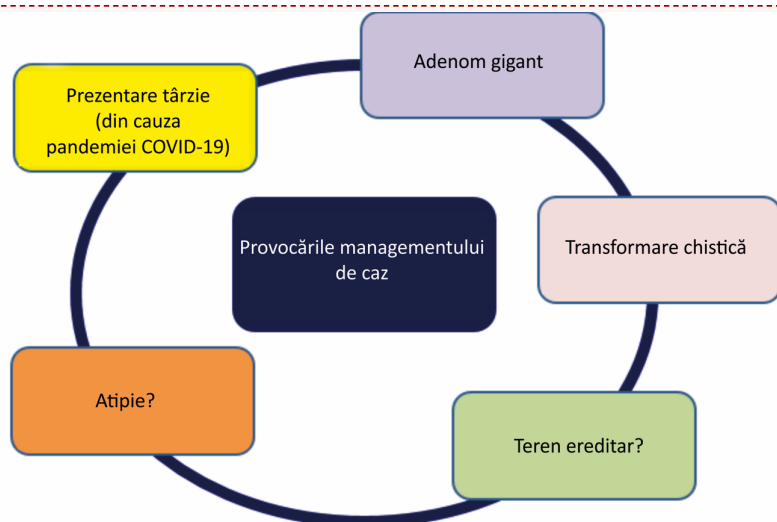 Adenom gigant
Prezentare târzie
(din cauza
pandemiei COVID-19)
Provocările managementului
de caz
Transformare chistică
Atipie?
Teren ereditar?